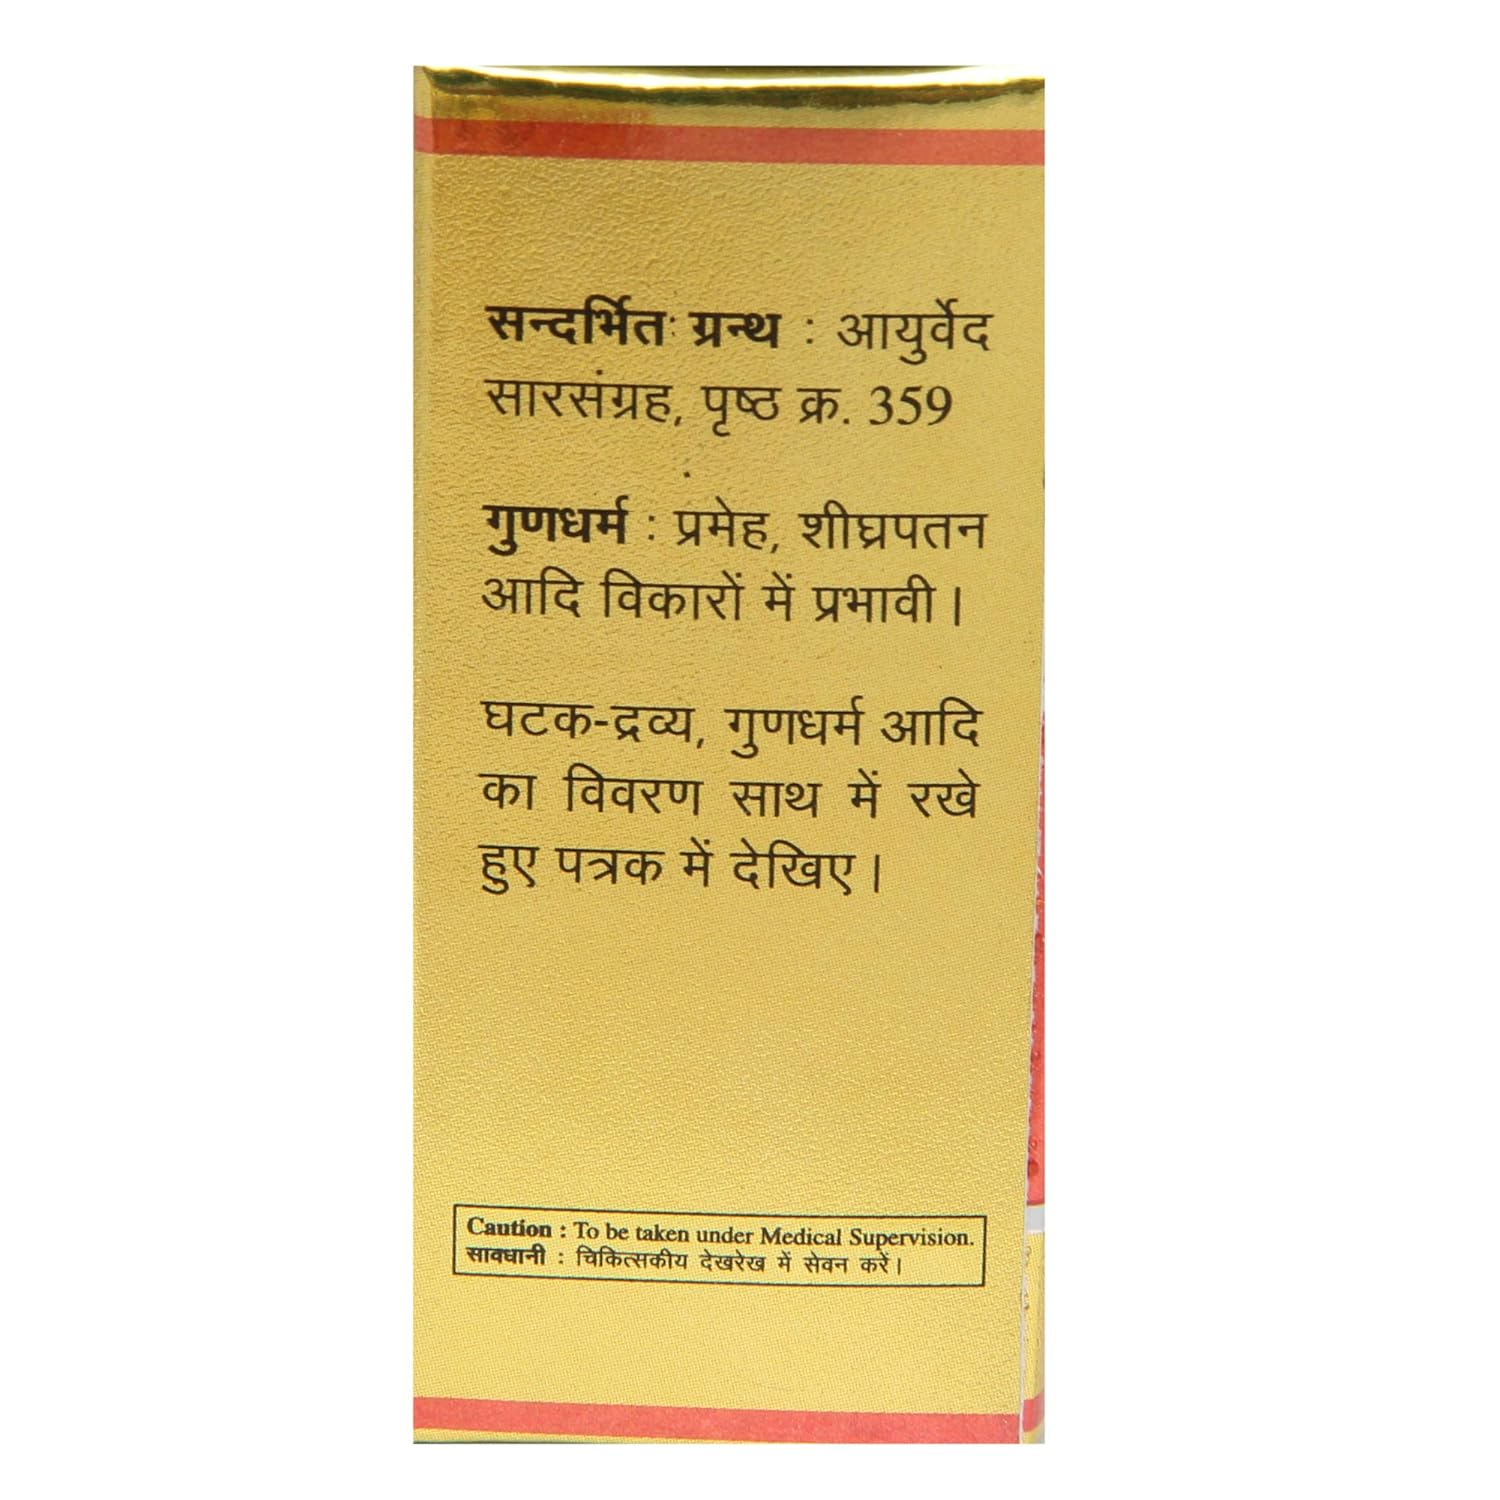 सन्दर्भित ग्रन्थ : आयुर्वेद
सारसंग्रह, पृष्ठ क्र. 359
गुणधर्म : प्रमेह, शीघ्रपतन
आदि विकारों में प्रभावी।
घटक-द्रव्य, गुणधर्म आदि
का विवरण साथ में रखे
हुए पत्रक में देखिए।
Caution : To be taken under Medical Supervision.
सावधानी : चिकित्सकीय देखरेख में सेवन करें।